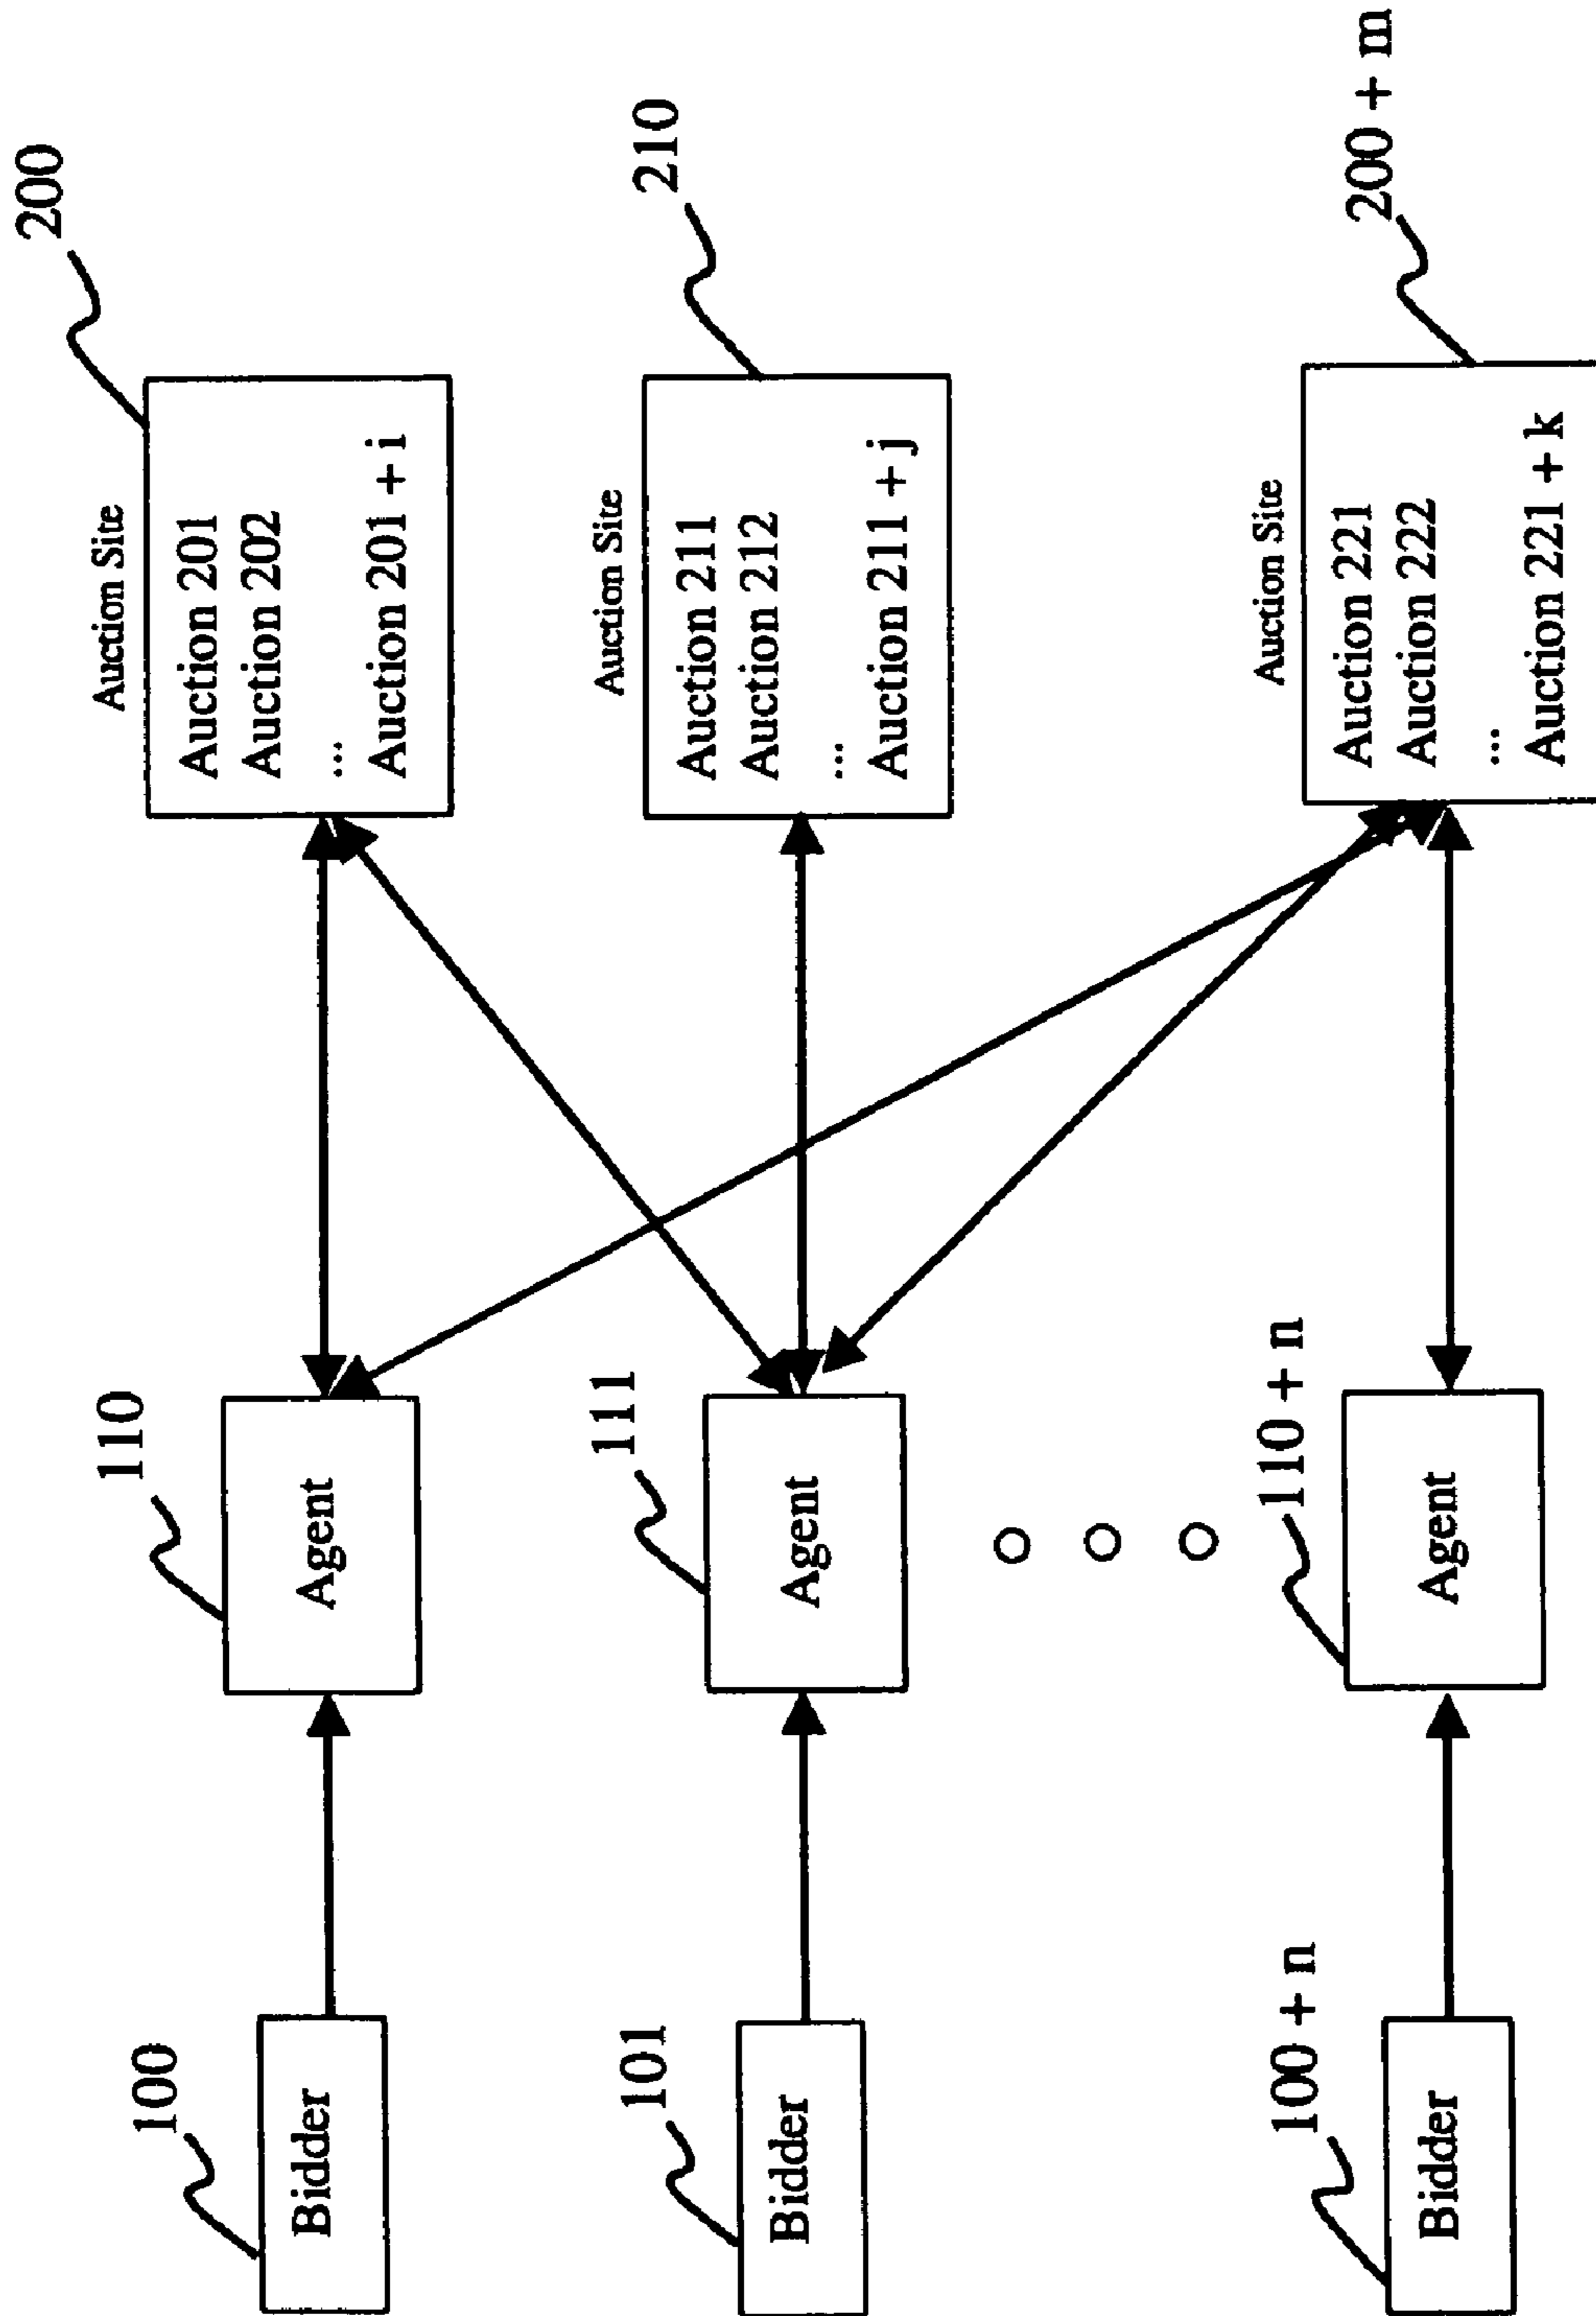 100
Bidder
110
Agent
200
Auction Site
Auction 201
Auction 202
...
Auction 201 + i
101
Bidder
111
Agent
210
Auction Site
Auction 211
Auction 212
...
Auction 211 + j
100 + n
Bidder
110 + n
Agent
200 + m
Auction Site
Auction 221
Auction 222
...
Auction 221 + k